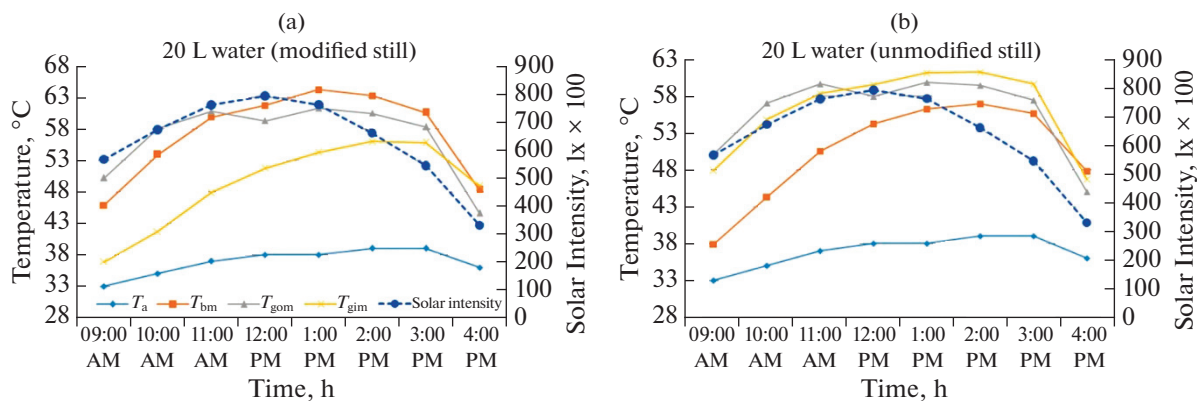 (a)
20 L water (modified still)
Temperature, °C
68
63
58
53
48
43
38
33
28
900
800
700
600
500
400
300
200
100
0
Solar Intensity, lx × 100
Ta Tbm Tgom Tgim Solar intensity
09:00 10:00 11:00 12:00 1:00 2:00 3:00 4:00
AM AM AM PM PM PM PM PM
Time, h
(b)
20 L water (unmodified still)
Temperature, °C
63
58
53
48
43
38
33
28
900
800
700
600
500
400
300
200
100
0
Solar Intensity, lx × 100
09:00 10:00 11:00 12:00 1:00 2:00 3:00 4:00
AM AM AM PM PM PM PM PM
Time, h